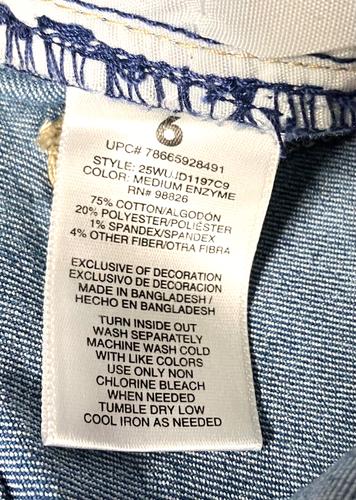 6
UPC# 78665928491
STYLE: 25WUJD1197C9
COLOR: MEDIUM ENZYME
RN# 98826
75% COTTON/ALGODÓN
20% POLYESTER/POLIÉSTER
1% SPANDEX/SPANDEX
4% OTHER FIBER/OTRA FIBRA
EXCLUSIVE OF DECORATION
EXCLUSIVO DE DECORACION
MADE IN BANGLADESH /
HECHO EN BANGLADESH
TURN INSIDE OUT
WASH SEPARATELY
MACHINE WASH COLD
WITH LIKE COLORS
USE ONLY NON
CHLORINE BLEACH
WHEN NEEDED
TUMBLE DRY LOW
COOL IRON AS NEEDED